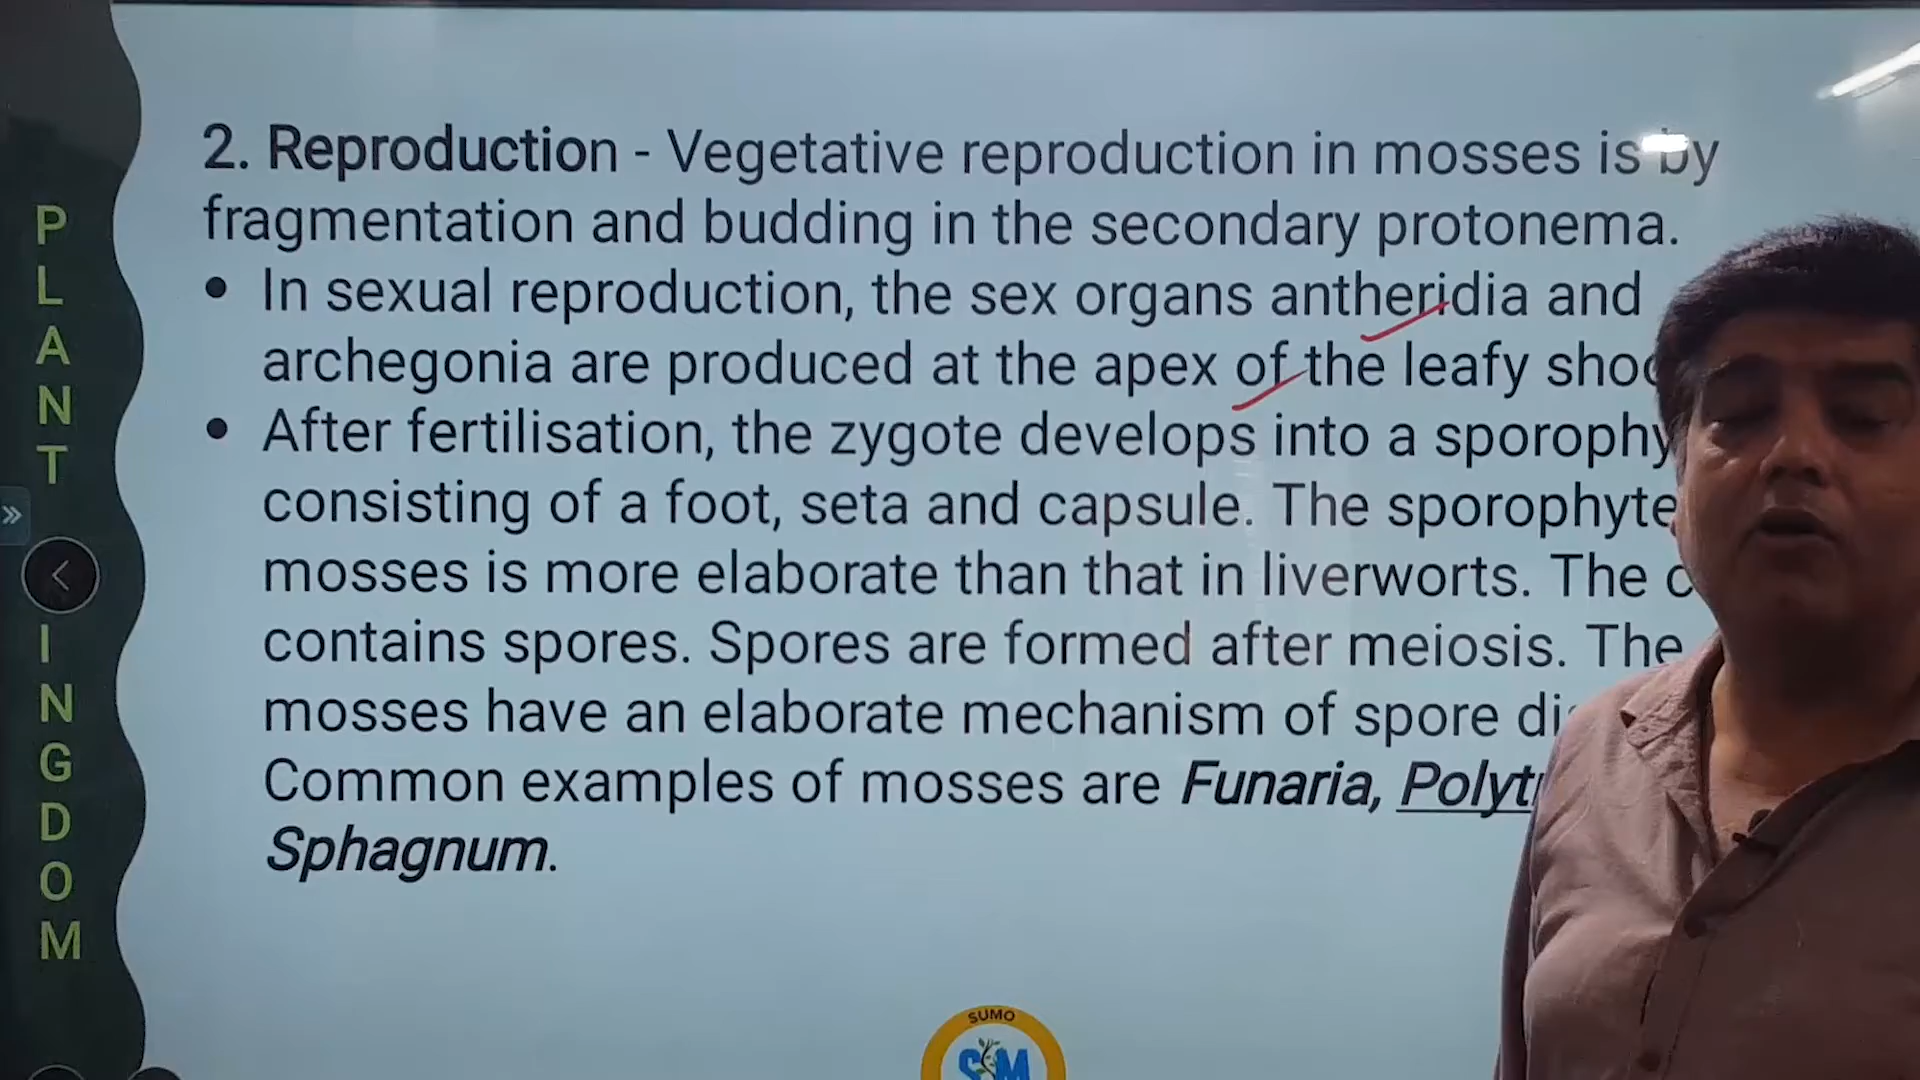 2. Reproduction - Vegetative reproduction in mosses is by
fragmentation and budding in the secondary protonema.
• In sexual reproduction, the sex organs antheridia and
archegonia are produced at the apex of the leafy
• After fertilisation, the zygote develops into a
consisting of a foot, seta and capsule. The sporophyte
mosses is more elaborate than that in liverworts. The
contains spores. Spores are formed after meiosis. The
mosses have an elaborate mechanism of spore
Common examples of mosses are Funaria,
Sphagnum.
PLANT
INGDOM
SUMO